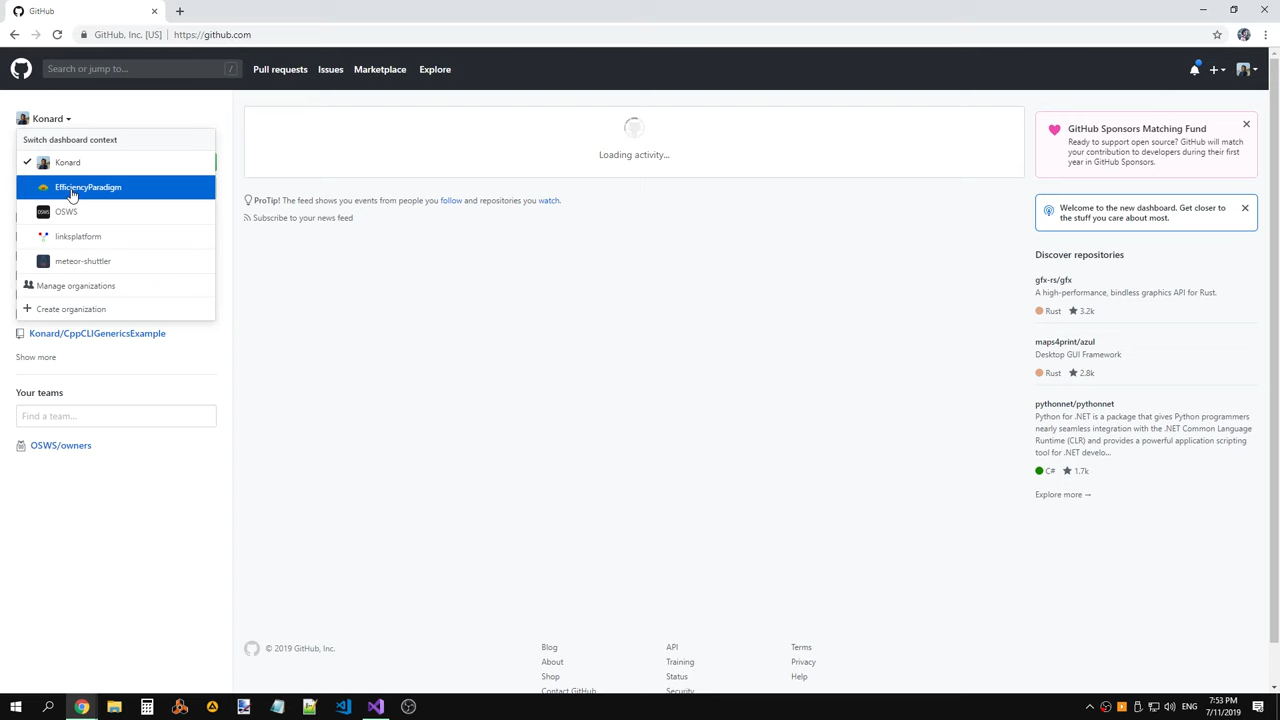 GitHub
GitHub, Inc. [US]
https://github.com
Search or jump to...
/
Pull requests
Issues
Marketplace
Explore
Konard
Switch dashboard context
Konard
EfficiencyParadigm
OSWS
OSWS
linksplatform
meteor-shuttler
Manage organizations
Create organization
Konard/CppCLIGenericsExample
Show more
Your teams
Find a team...
OSWS/owners
Loading activity...
ProTip! The feed shows you events from people you follow and repositories you watch.
Subscribe to your news feed
GitHub Sponsors Matching Fund
Ready to support open source? GitHub will
match your contribution to developers during their first
year in GitHub Sponsors.
Welcome to the new dashboard. Get closer to
the stuff you care about most.
Discover repositories
gfx-rs/gfx
A high-performance, bindless graphics API for Rust.
Rust 3.2k
maps4print/azul
Desktop GUI Framework
Rust 2.8k
pythonnet/pythonnet
Python for .NET is a package that gives Python programmers
nearly seamless integration with the .NET Common Language
Runtime (CLR) and provides a powerful application scripting
tool for .NET develo...
C# 1.7k
Explore more →
© 2019 GitHub, Inc.
Blog
About
Shop
Contact GitHub
API
Training
Status
Security
Terms
Privacy
Help
ENG
7:53 PM
7/11/2019